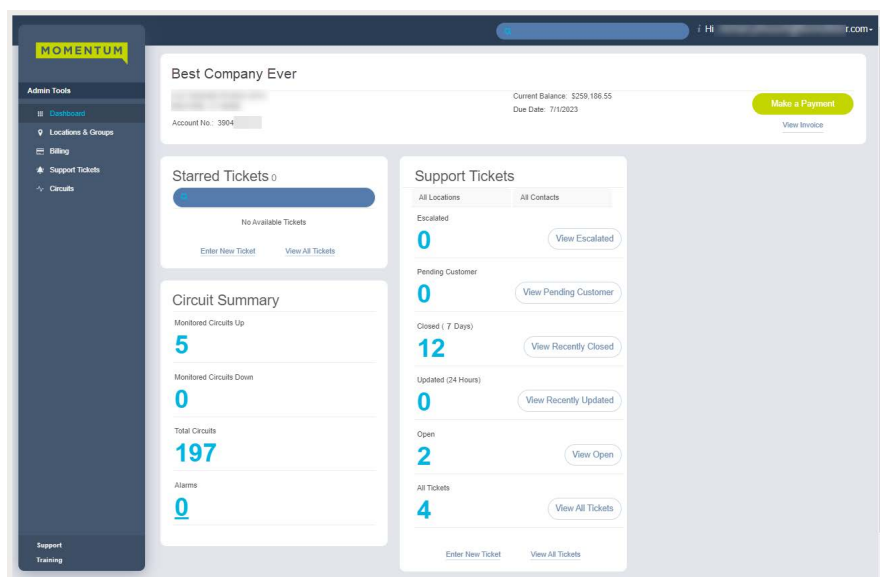 MOMENTUM
Hi
r.com
Admin Tools
Dashboard
Locations & Groups
Billing
Support Tickets
Circuits
Support
Training
Best Company Ever
Account No.: 3904
Current Balance: $259,186.55
Due Date: 7/1/2023
Make a Payment
View Invoice
Starred Tickets 0
No Available Tickets
Enter New Ticket View All Tickets
Circuit Summary
Monitored Circuits Up
5
Monitored Circuits Down
0
Total Circuits
197
Alarms
0
Support Tickets
All Locations All Contacts
Escalated
0 View Escalated
Pending Customer
0 View Pending Customer
Closed ( 7 Days)
12 View Recently Closed
Updated (24 Hours)
0 View Recently Updated
Open
2 View Open
All Tickets
4 View All Tickets
Enter New Ticket View All Tickets